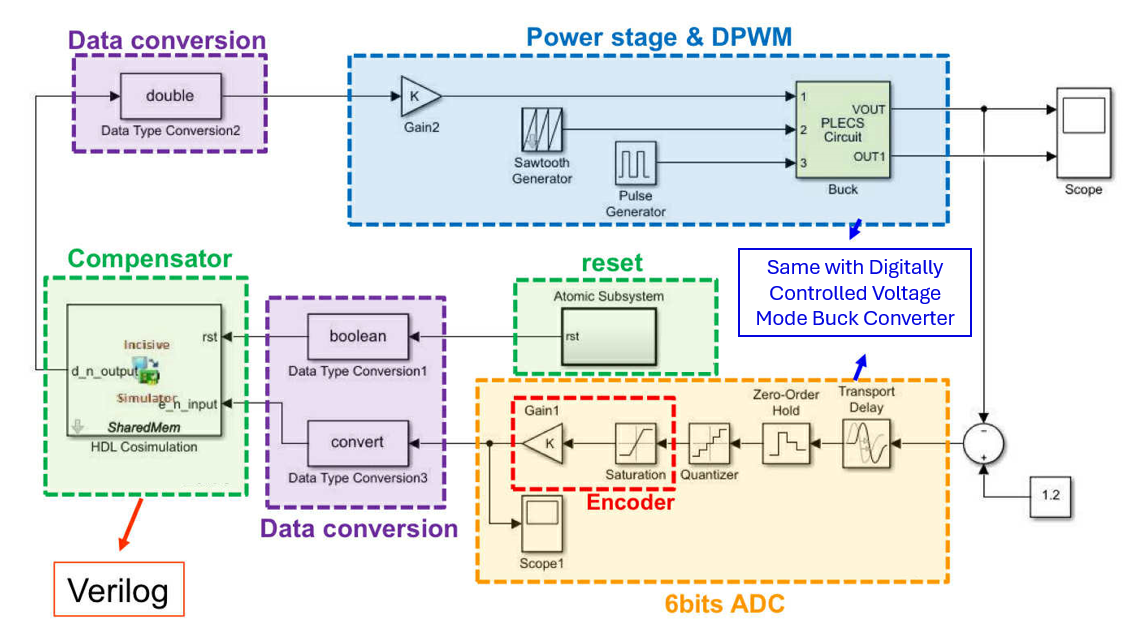 Data conversion
double
Data Type Conversion2
Power stage & DPWM
K
Gain2
Sawtooth
Generator
Pulse
Generator
1
2
3
VOUT
PLECS
Circuit
OUT1
Buck
Scope
Same with Digitally
Controlled Voltage
Mode Buck Converter
Compensator
rst
Incisive
d_n_output
Simulator
e_n_input
SharedMem
HDL Cosimulation
Verilog
boolean
Data Type Conversion1
convert
Data Type Conversion3
Data conversion
reset
Atomic Subsystem
rst
Gain1
K
Saturation
Encoder
Quantizer
Zero-Order
Hold
Transport
Delay
Scope1
6bits ADC
−
+
1.2